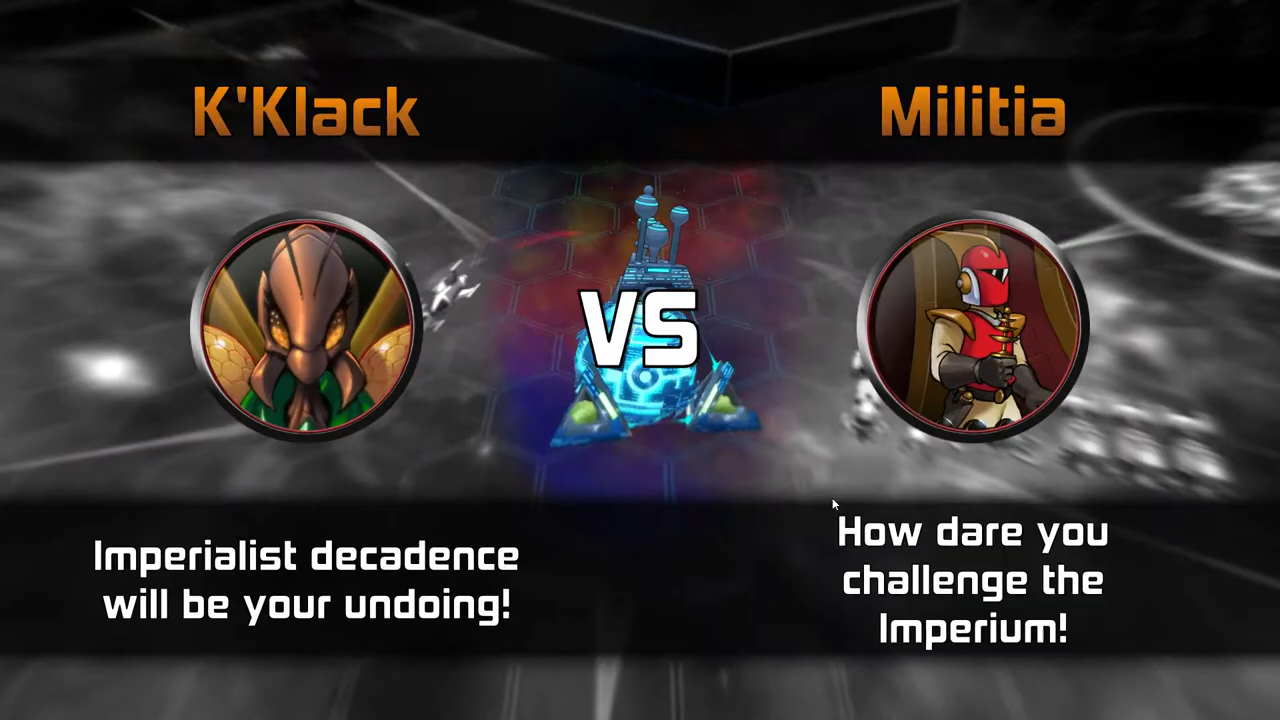 K'Klack
Militia
VS
Imperialist decadence
will be your undoing!
How dare you
challenge the
Imperium!